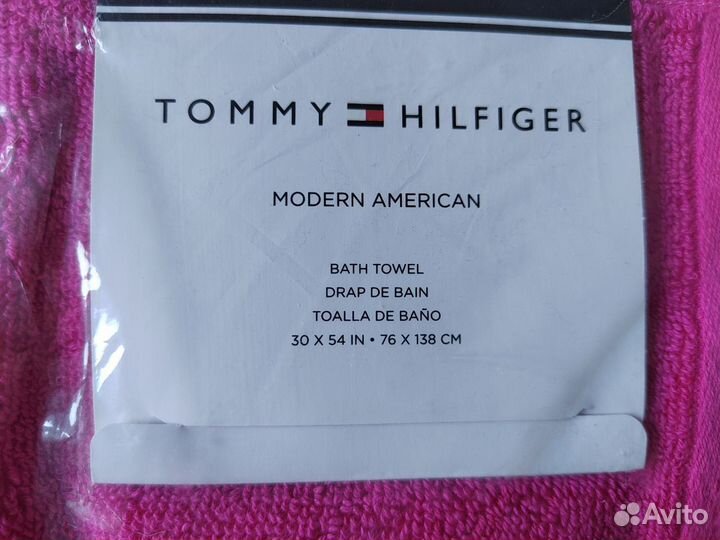 TOMMY HILFIGER
MODERN AMERICAN
BATH TOWEL
DRAP DE BAIN
TOALLA DE BAÑO
30 X 54 IN • 76 X 138 CM
Avito